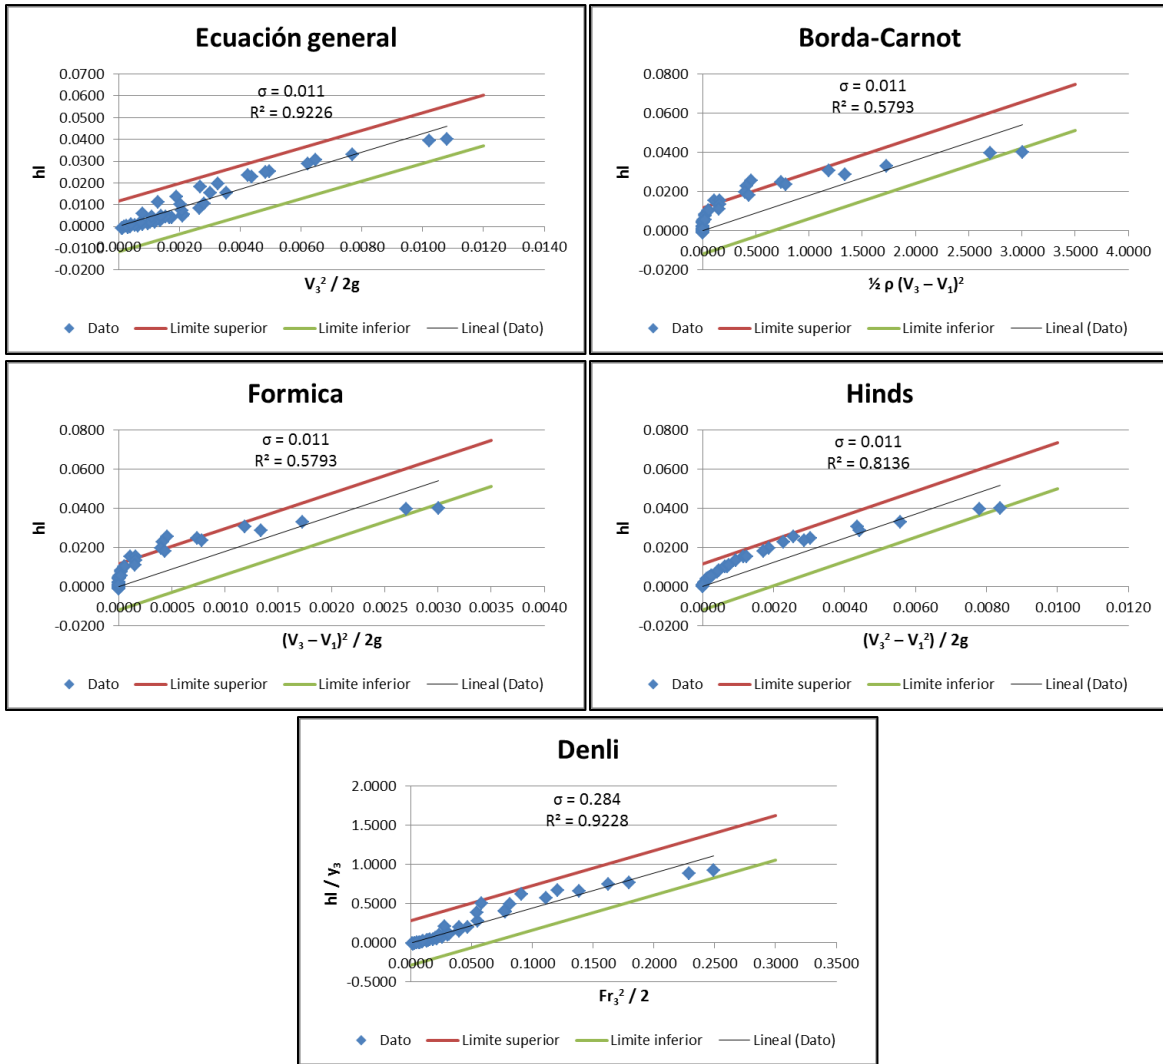 Ecuación general
0.0700
0.0600
0.0500
0.0400
0.0300
0.0200
0.0100
0.0000
-0.0100
-0.0200
hl
σ = 0.011
R² = 0.9226
0.0000 0.0020 0.0040 0.0060 0.0080 0.0100 0.0120 0.0140
V₃² / 2g
Dato Limite superior Limite inferior Lineal (Dato)
Borda-Carnot
0.0800
0.0600
0.0400
0.0200
0.0000
-0.0200
hl
σ = 0.011
R² = 0.5793
0.0000 0.5000 1.0000 1.5000 2.0000 2.5000 3.0000 3.5000 4.0000
½ ρ (V₃ – V₁)²
Dato Limite superior Limite inferior Lineal (Dato)
Formica
0.0800
0.0600
0.0400
0.0200
0.0000
-0.0200
hl
σ = 0.011
R² = 0.5793
0.0000 0.0005 0.0010 0.0015 0.0020 0.0025 0.0030 0.0035 0.0040
(V₃ – V₁)² / 2g
Dato Limite superior Limite inferior Lineal (Dato)
Hinds
0.0800
0.0600
0.0400
0.0200
0.0000
-0.0200
hl
σ = 0.011
R² = 0.8136
0.0000 0.0020 0.0040 0.0060 0.0080 0.0100 0.0120
(V₃² – V₁²) / 2g
Dato Limite superior Limite inferior Lineal (Dato)
Denli
2.0000
1.5000
1.0000
0.5000
0.0000
-0.5000
hl / y₃
σ = 0.284
R² = 0.9228
0.0000 0.0500 0.1000 0.1500 0.2000 0.2500 0.3000 0.3500
Fr₃² / 2
Dato Limite superior Limite inferior Lineal (Dato)